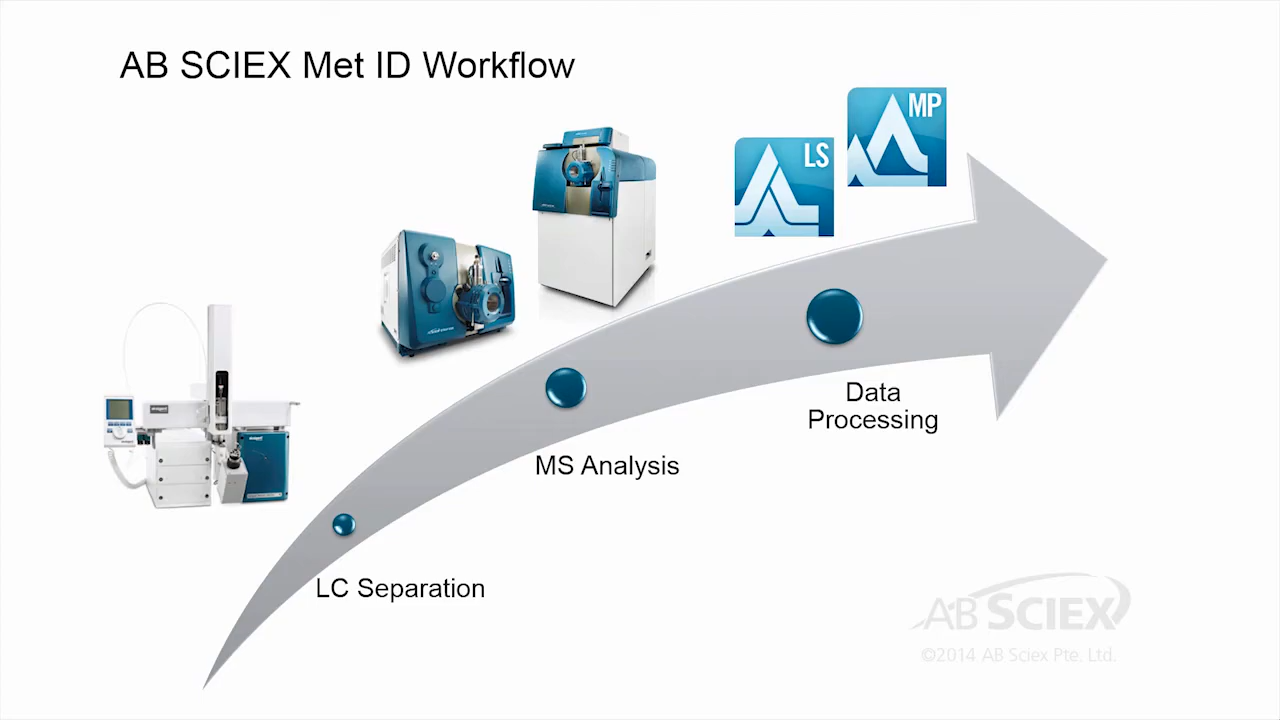 AB SCIEX Met ID Workflow
MP
LS
Data
Processing
MS Analysis
LC Separation
AB SCIEX
©2014 AB Sciex Pte. Ltd.